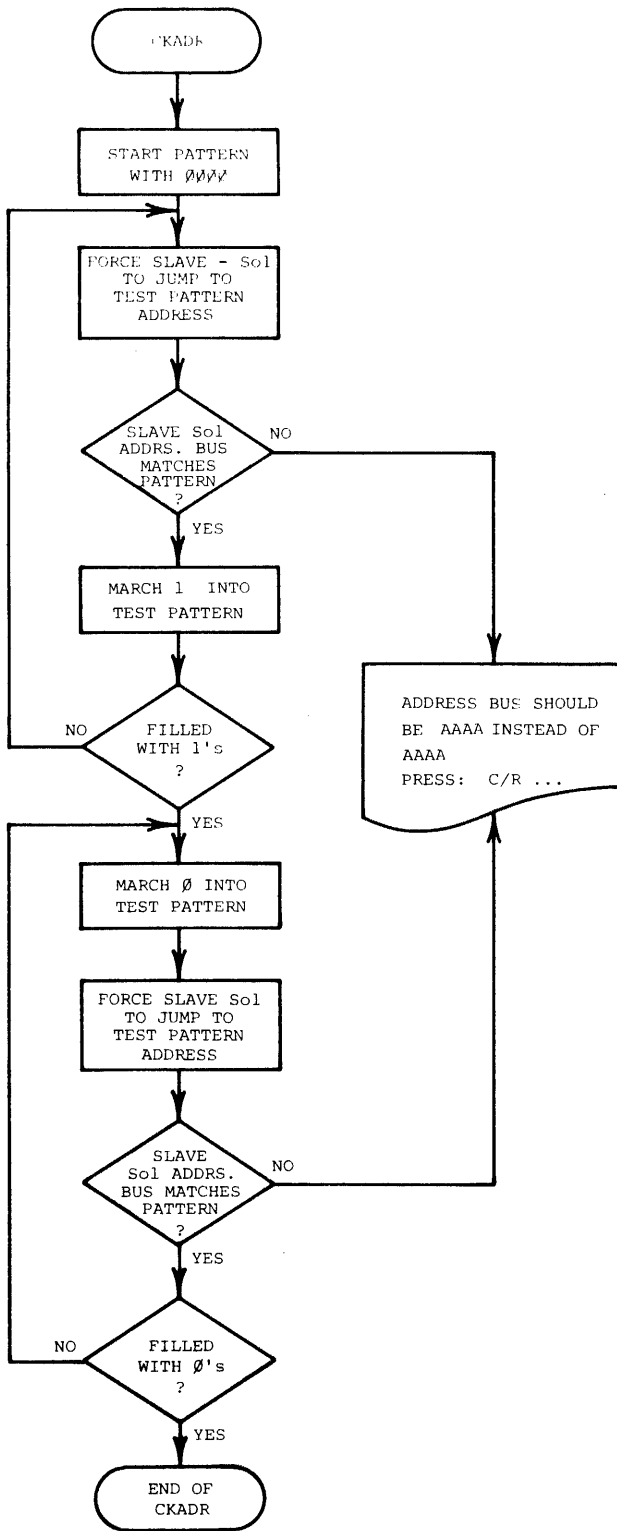 CKADR
START PATTERN
WITH ØØØØ
FORCE SLAVE - Sol
TO JUMP TO
TEST PATTERN
ADDRESS
SLAVE Sol
ADDRS. BUS
MATCHES
PATTERN
?
NO
YES
MARCH 1 INTO
TEST PATTERN
FILLED
WITH 1's
?
NO
YES
ADDRESS BUS SHOULD
BE AAAA INSTEAD OF
AAAA
PRESS: C/R ...
MARCH Ø INTO
TEST PATTERN
FORCE SLAVE Sol
TO JUMP TO
TEST PATTERN
ADDRESS
SLAVE
Sol ADDRS.
BUS MATCHES
PATTERN
?
NO
YES
FILLED
WITH Ø's
?
NO
YES
END OF
CKADR